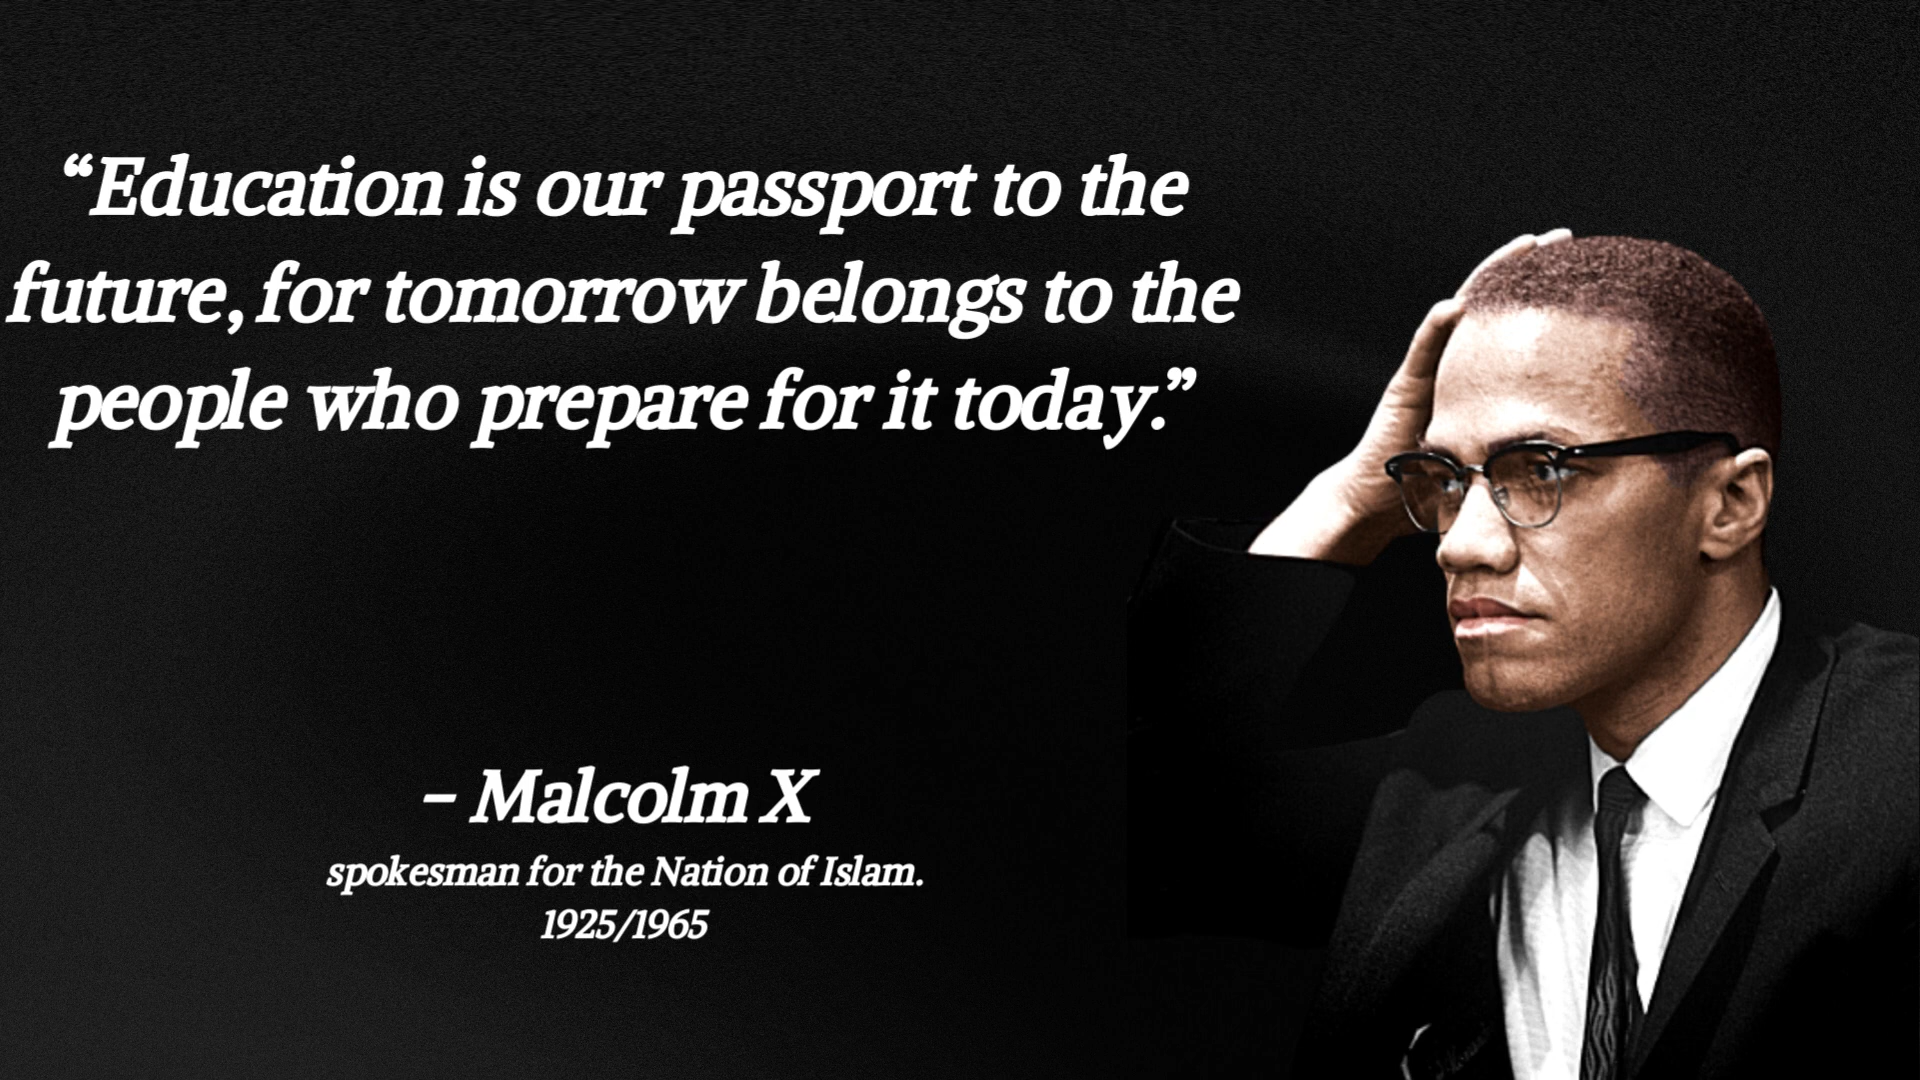 “Education is our passport to the
future, for tomorrow belongs to the
people who prepare for it today.”
– Malcolm X
spokesman for the Nation of Islam.
1925/1965